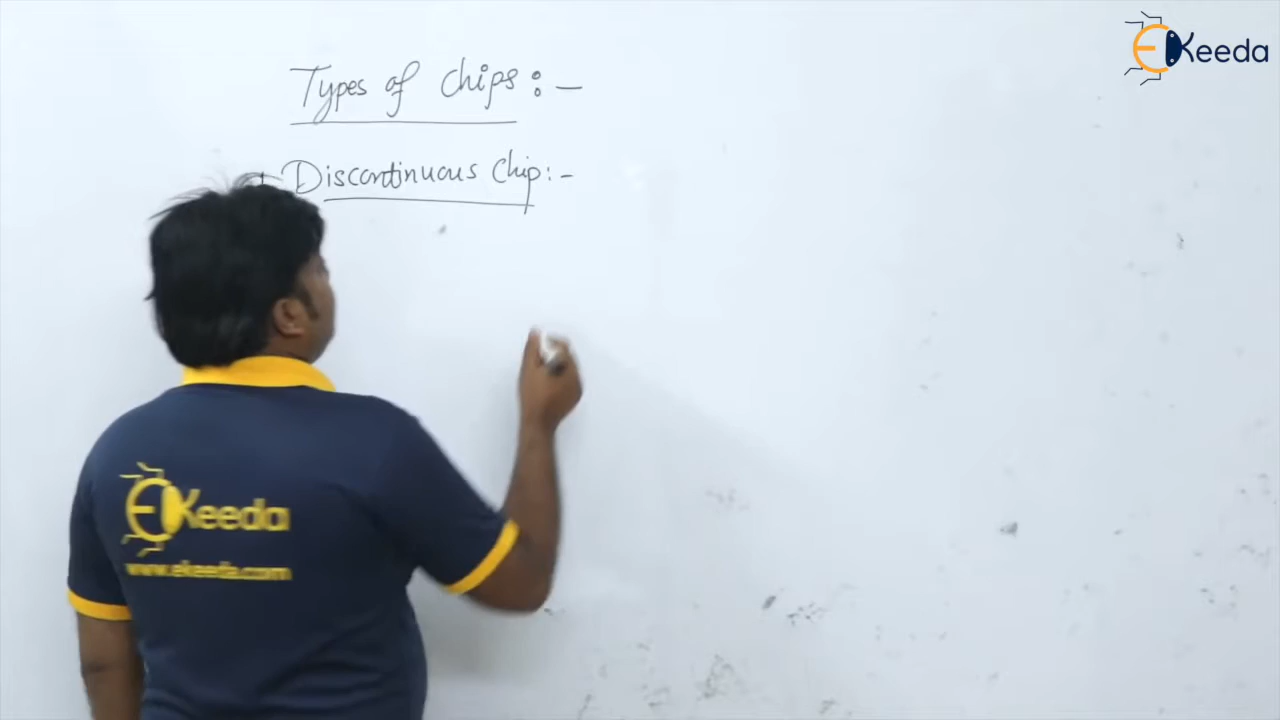 Types of Chips :-
Discontinuous Chip :-
EKeeda
EKeeda
www.ekeeda.com